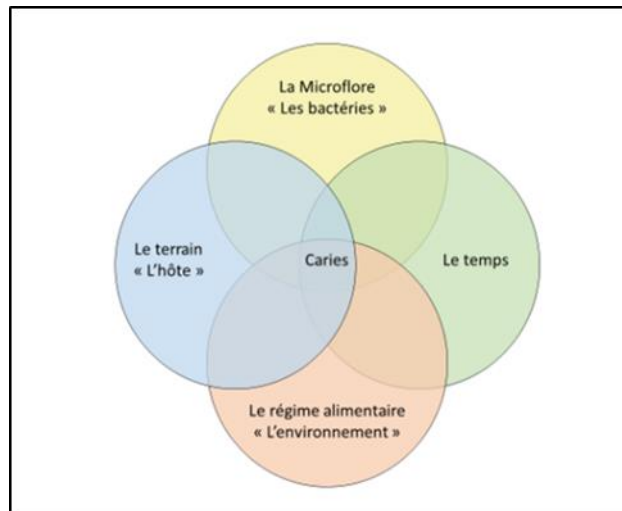 La Microflore
« Les bactéries »
Le terrain
« L'hôte »
Caries
Le temps
Le régime alimentaire
« L'environnement »